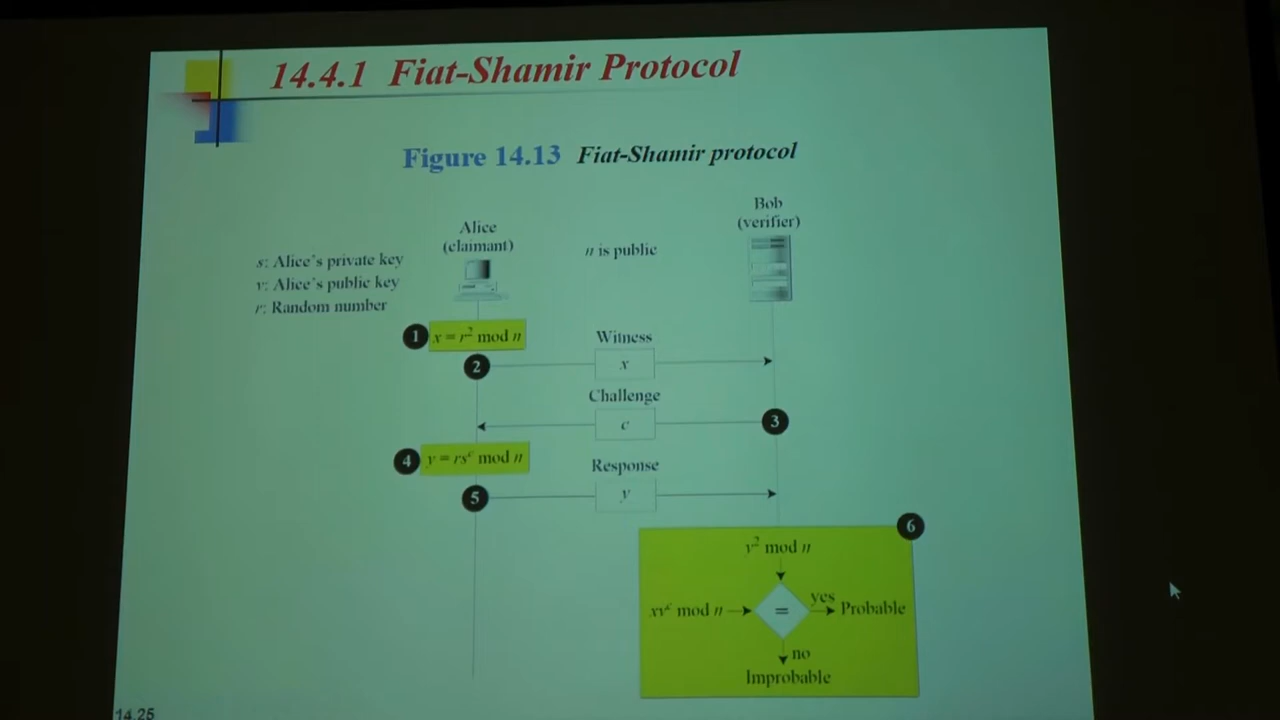 14.4.1 Fiat-Shamir Protocol
Figure 14.13 Fiat-Shamir protocol
Alice
(claimant)
n is public
Bob
(verifier)
s: Alice's private key
v: Alice's public key
r: Random number
1 x = r² mod n
Witness
2 x
Challenge
c 3
4 y = rsᶜ mod n
Response
5 y
6
y² mod n
xvᶜ mod n = yes Probable
no
Improbable
14.25